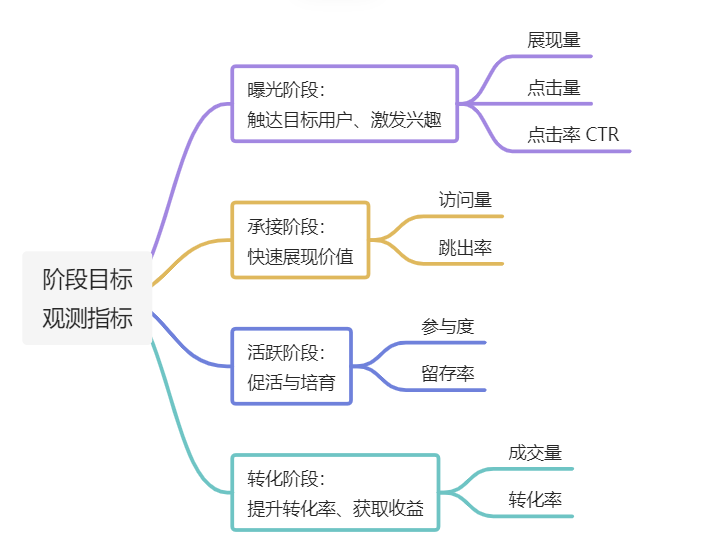 阶段目标
观测指标
曝光阶段：
触达目标用户、激发兴趣
展现量
点击量
点击率 CTR
承接阶段：
快速展现价值
访问量
跳出率
活跃阶段：
促活与培育
参与度
留存率
转化阶段：
提升转化率、获取收益
成交量
转化率